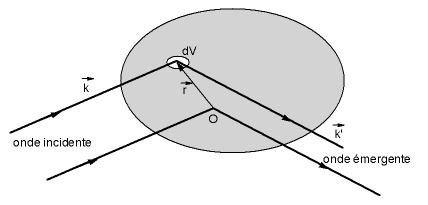 dV
k
r
O
k'
onde incidente
onde émergente